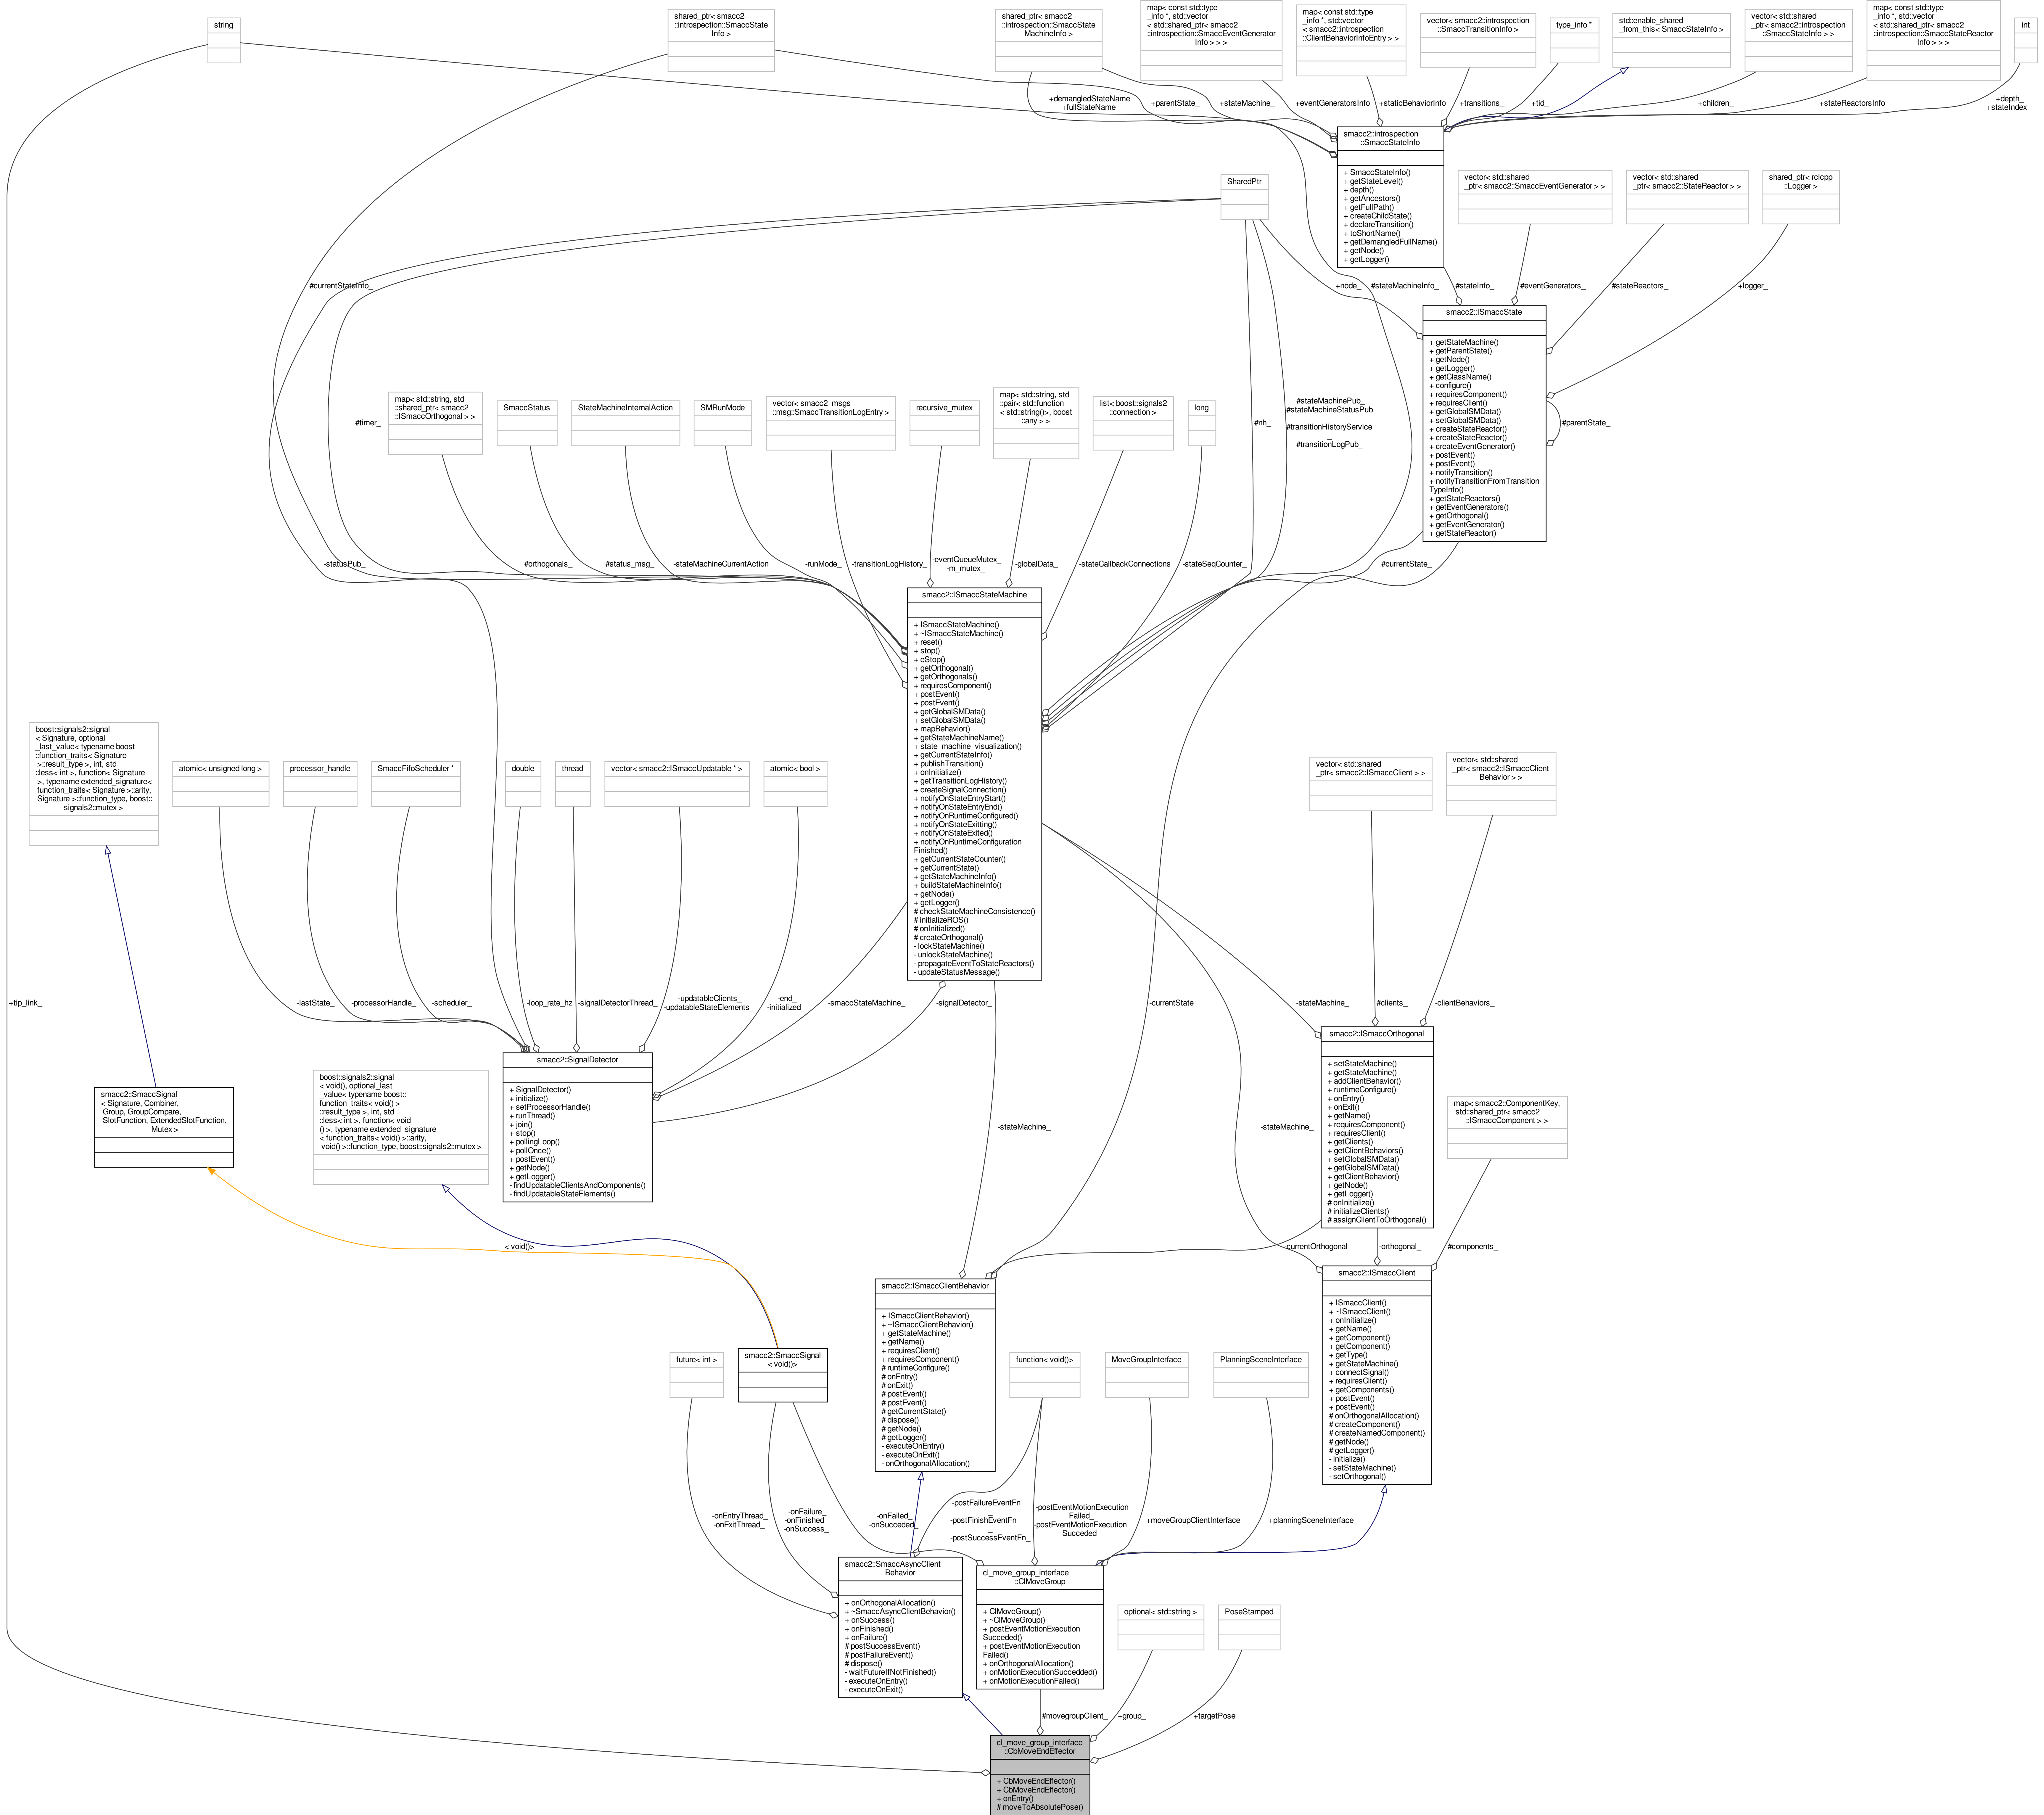 string
shared_ptr< smacc2
::introspection::SmaccState
Info >
shared_ptr< smacc2
::introspection::SmaccState
MachineInfo >
map< const std::type
_info *, std::vector
< std::shared_ptr< smacc2
::introspection::SmaccEventGenerator
Info > > >
map< const std::type
_info *, std::vector
< smacc2::introspection
::ClientBehaviorInfoEntry > >
vector< smacc2::introspection
::SmaccTransitionInfo >
type_info *
std::enable_shared
_from_this< SmaccStateInfo >
vector< std::shared
_ptr< smacc2::introspection
::SmaccStateInfo > >
map< const std::type
_info *, std::vector
< std::shared_ptr< smacc2
::introspection::SmaccStateReactor
Info > > >
int
+demangledStateName
+fullStateName
+parentState_
+stateMachine_
+eventGeneratorsInfo
+staticBehaviorInfo
+transitions_
+tid_
+children_
+stateReactorsInfo
+depth_
+stateIndex_
smacc2::introspection
::SmaccStateInfo
+ SmaccStateInfo()
+ getStateLevel()
+ depth()
+ getAncestors()
+ getFullPath()
+ createChildState()
+ declareTransition()
+ toShortName()
+ getDemangledFullName()
+ getNode()
+ getLogger()
SharedPtr
vector< std::shared
_ptr< smacc2::SmaccEventGenerator > >
vector< std::shared
_ptr< smacc2::StateReactor > >
shared_ptr< rclcpp
::Logger >
#currentStateInfo_
+node_
#stateMachineInfo_
#stateInfo_
#eventGenerators_
#stateReactors_
+logger_
smacc2::ISmaccState
+ getStateMachine()
+ getParentState()
+ getNode()
+ getLogger()
+ getClassName()
+ configure()
+ requiresComponent()
+ requiresClient()
+ getGlobalSMData()
+ setGlobalSMData()
+ createStateReactor()
+ createStateReactor()
+ createEventGenerator()
+ postEvent()
+ postEvent()
+ notifyTransition()
+ notifyTransitionFromTransition
TypeInfo()
+ getStateReactors()
+ getEventGenerators()
+ getOrthogonal()
+ getEventGenerator()
+ getStateReactor()
#parentState_
#timer_
map< std::string, std
::shared_ptr< smacc2
::ISmaccOrthogonal > >
SmaccStatus
StateMachineInternalAction
SMRunMode
vector< smacc2_msgs
::msg::SmaccTransitionLogEntry >
recursive_mutex
map< std::string, std
::pair< std::function
< std::string()>, boost
::any > >
list< boost::signals2
::connection >
long
#nh_
#stateMachinePub_
#stateMachineStatusPub
_
#transitionHistoryService
_
#transitionLogPub_
-statusPub_
#orthogonals_
#status_msg_
-stateMachineCurrentAction
-runMode_
-transitionLogHistory_
-eventQueueMutex_
-m_mutex_
-globalData_
-stateCallbackConnections
-stateSeqCounter_
#currentState_
smacc2::ISmaccStateMachine
+ ISmaccStateMachine()
+ ~ISmaccStateMachine()
+ reset()
+ stop()
+ eStop()
+ getOrthogonal()
+ getOrthogonals()
+ requiresComponent()
+ postEvent()
+ postEvent()
+ getGlobalSMData()
+ setGlobalSMData()
+ mapBehavior()
+ getStateMachineName()
+ state_machine_visualization()
+ getCurrentStateInfo()
+ publishTransition()
+ onInitialize()
+ getTransitionLogHistory()
+ createSignalConnection()
+ notifyOnStateEntryStart()
+ notifyOnStateEntryEnd()
+ notifyOnRuntimeConfigured()
+ notifyOnStateExitting()
+ notifyOnStateExited()
+ notifyOnRuntimeConfiguration
Finished()
+ getCurrentStateCounter()
+ getCurrentState()
+ getStateMachineInfo()
+ buildStateMachineInfo()
+ getNode()
+ getLogger()
# checkStateMachineConsistence()
# initializeROS()
# onInitialized()
# createOrthogonal()
- lockStateMachine()
- unlockStateMachine()
- propagateEventToStateReactors()
- updateStatusMessage()
boost::signals2::signal
< Signature, optional
_last_value< typename boost
::function_traits< Signature
>::result_type >, int, std
::less< int >, function< Signature
>, typename extended_signature<
function_traits< Signature >::arity,
Signature >::function_type, boost::
signals2::mutex >
atomic< unsigned long >
processor_handle
SmaccFifoScheduler *
double
thread
vector< smacc2::ISmaccUpdatable * >
atomic< bool >
vector< std::shared
_ptr< smacc2::ISmaccClient > >
vector< std::shared
_ptr< smacc2::ISmaccClient
Behavior > >
+tip_link_
-lastState_
-processorHandle_
-scheduler_
-loop_rate_hz
-signalDetectorThread_
-updatableClients_
-updatableStateElements_
-end_
-initialized_
-smaccStateMachine_
-signalDetector_
-currentState
-stateMachine_
#clients_
-clientBehaviors_
smacc2::SignalDetector
+ SignalDetector()
+ initialize()
+ setProcessorHandle()
+ runThread()
+ join()
+ stop()
+ pollingLoop()
+ pollOnce()
+ postEvent()
+ getNode()
+ getLogger()
- findUpdatableClientsAndComponents()
- findUpdatableStateElements()
smacc2::ISmaccOrthogonal
+ setStateMachine()
+ getStateMachine()
+ addClientBehavior()
+ runtimeConfigure()
+ onEntry()
+ onExit()
+ getName()
+ requiresComponent()
+ requiresClient()
+ getClients()
+ getClientBehaviors()
+ setGlobalSMData()
+ getGlobalSMData()
+ getClientBehavior()
+ getNode()
+ getLogger()
# onInitialize()
# initializeClients()
# assignClientToOrthogonal()
smacc2::SmaccSignal
< Signature, Combiner,
Group, GroupCompare,
SlotFunction, ExtendedSlotFunction,
Mutex >
boost::signals2::signal
< void(), optional_last
_value< typename boost::
function_traits< void() >
::result_type >, int, std
::less< int >, function< void
() >, typename extended_signature
< function_traits< void() >::arity,
void() >::function_type, boost::signals2::mutex >
map< smacc2::ComponentKey,
std::shared_ptr< smacc2
::ISmaccComponent > >
-stateMachine_
-stateMachine_
< void()>
-currentOrthogonal
-orthogonal_
#components_
smacc2::ISmaccClientBehavior
+ ISmaccClientBehavior()
+ ~ISmaccClientBehavior()
+ getStateMachine()
+ getName()
+ requiresClient()
+ requiresComponent()
# runtimeConfigure()
# onEntry()
# onExit()
# postEvent()
# postEvent()
# getCurrentState()
# dispose()
# getNode()
# getLogger()
- executeOnEntry()
- executeOnExit()
- onOrthogonalAllocation()
smacc2::ISmaccClient
+ ISmaccClient()
+ ~ISmaccClient()
+ onInitialize()
+ getName()
+ getComponent()
+ getComponent()
+ getType()
+ getStateMachine()
+ connectSignal()
+ requiresClient()
+ getComponents()
+ postEvent()
+ postEvent()
# onOrthogonalAllocation()
# createComponent()
# createNamedComponent()
# getNode()
# getLogger()
- initialize()
- setStateMachine()
- setOrthogonal()
future< int >
smacc2::SmaccSignal
< void()>
function< void()>
MoveGroupInterface
PlanningSceneInterface
-onEntryThread_
-onExitThread_
-onFailure_
-onFinished_
-onSuccess_
-onFailed_
-onSucceded_
-postFailureEventFn
_
-postFinishEventFn
_
-postSuccessEventFn_
-postEventMotionExecution
Failed_
-postEventMotionExecution
Succeded_
+moveGroupClientInterface
+planningSceneInterface
smacc2::SmaccAsyncClient
Behavior
+ onOrthogonalAllocation()
+ ~SmaccAsyncClientBehavior()
+ onSuccess()
+ onFinished()
+ onFailure()
# postSuccessEvent()
# postFailureEvent()
# dispose()
- waitFutureIfNotFinished()
- executeOnEntry()
- executeOnExit()
cl_move_group_interface
::ClMoveGroup
+ ClMoveGroup()
+ ~ClMoveGroup()
+ postEventMotionExecution
Succeded()
+ postEventMotionExecution
Failed()
+ onOrthogonalAllocation()
+ onMotionExecutionSuccedded()
+ onMotionExecutionFailed()
optional< std::string >
PoseStamped
#movegroupClient_
+group_
+targetPose
cl_move_group_interface
::CbMoveEndEffector
+ CbMoveEndEffector()
+ CbMoveEndEffector()
+ onEntry()
# moveToAbsolutePose()